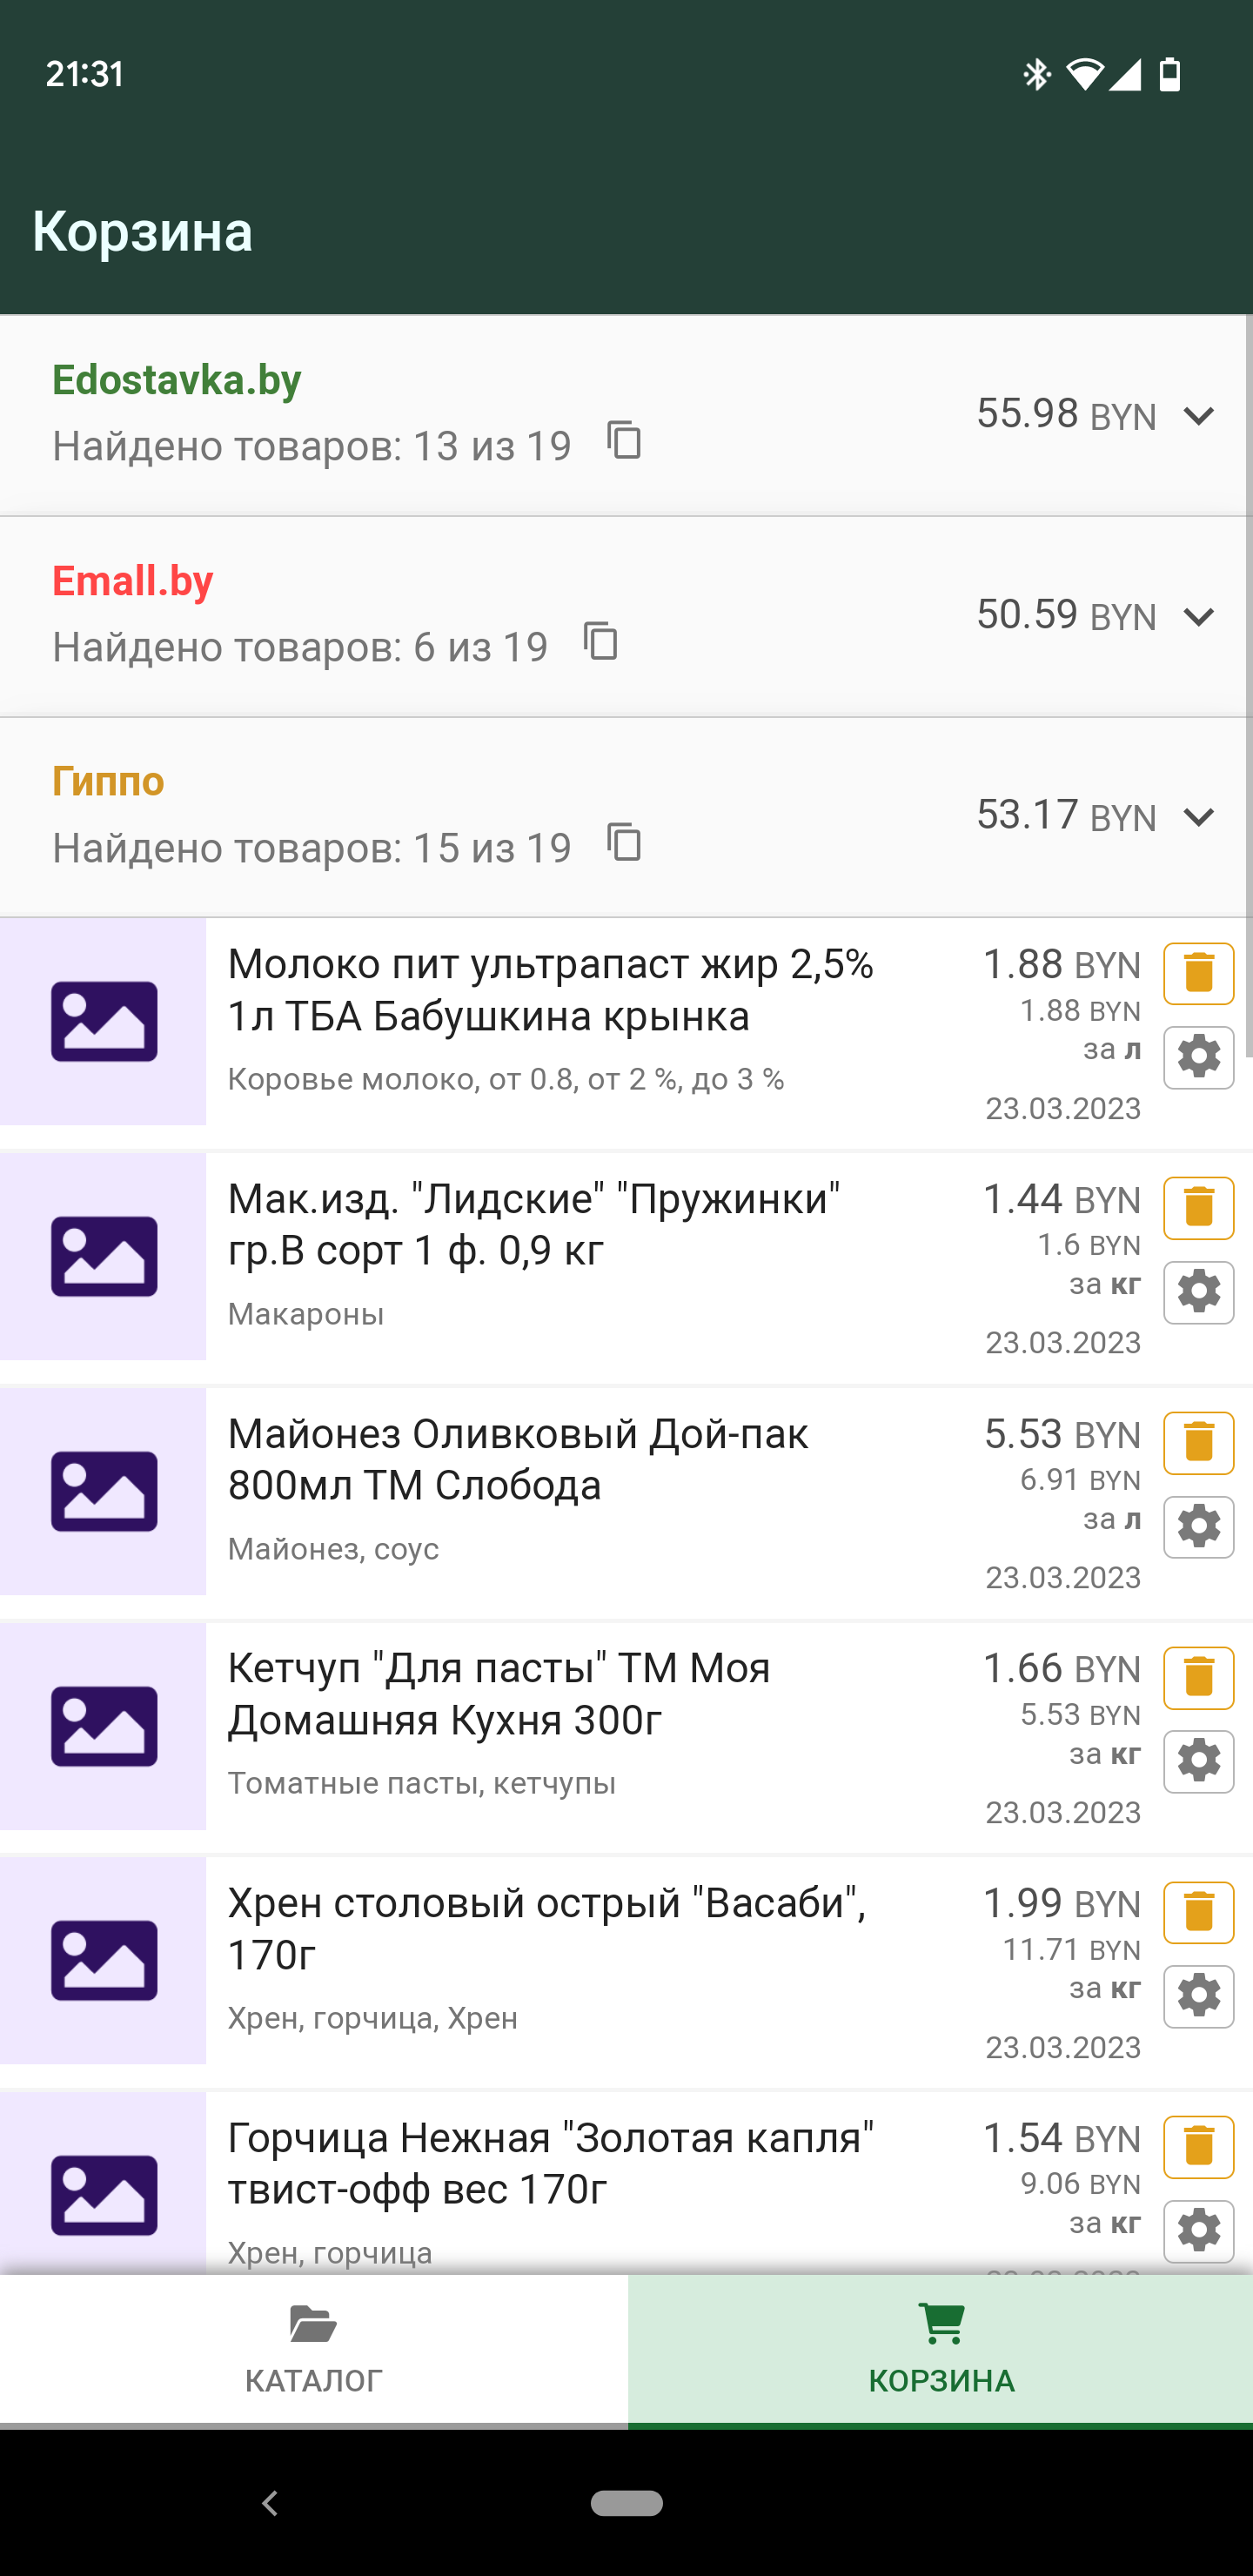 21:31
Корзина
Edostavka.by
Найдено товаров: 13 из 19
55.98 BYN
Emall.by
Найдено товаров: 6 из 19
50.59 BYN
Гиппо
Найдено товаров: 15 из 19
53.17 BYN
Молоко пит ультрапаст жир 2,5%
1л ТБА Бабушкина крынка
Коровье молоко, от 0.8, от 2 %, до 3 %
1.88 BYN
1.88 BYN
за л
23.03.2023
Мак.изд. "Лидские" "Пружинки"
гр.В сорт 1 ф. 0,9 кг
Макароны
1.44 BYN
1.6 BYN
за кг
23.03.2023
Майонез Оливковый Дой-пак
800мл ТМ Слобода
Майонез, соус
5.53 BYN
6.91 BYN
за л
23.03.2023
Кетчуп "Для пасты" ТМ Моя
Домашняя Кухня 300г
Томатные пасты, кетчупы
1.66 BYN
5.53 BYN
за кг
23.03.2023
Хрен столовый острый "Васаби",
170г
Хрен, горчица, Хрен
1.99 BYN
11.71 BYN
за кг
23.03.2023
Горчица Нежная "Золотая капля"
твист-офф вес 170г
Хрен, горчица
1.54 BYN
9.06 BYN
за кг
КАТАЛОГ
КОРЗИНА